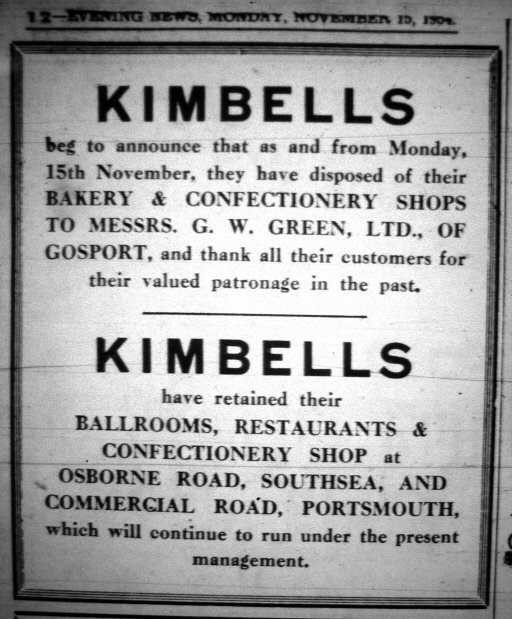 12—EVENING NEWS, MONDAY, NOVEMBER 15,
KIMBELLS
beg to announce that as and from Monday,
15th November, they have disposed of their
BAKERY & CONFECTIONERY SHOPS
TO MESSRS. G. W. GREEN, LTD., OF
GOSPORT, and thank all their customers for
their valued patronage in the past.
KIMBELLS
have retained their
BALLROOMS, RESTAURANTS &
CONFECTIONERY SHOP at
OSBORNE ROAD, SOUTHSEA, AND
COMMERCIAL ROAD, PORTSMOUTH,
which will continue to run under the present
management.